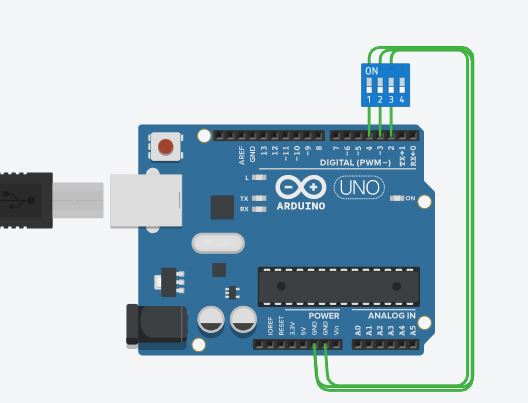 ON
1 2 3 4
AREF
GND
13
12
~11
~10
~9
8
7
~6
~5
4
~3
2
TX→1
RX←0
DIGITAL (PWM~)
L
TX
RX
UNO
ON
ARDUINO
POWER
ANALOG IN
IOREF
RESET
3.3V
5V
GND
GND
Vin
A0
A1
A2
A3
A4
A5